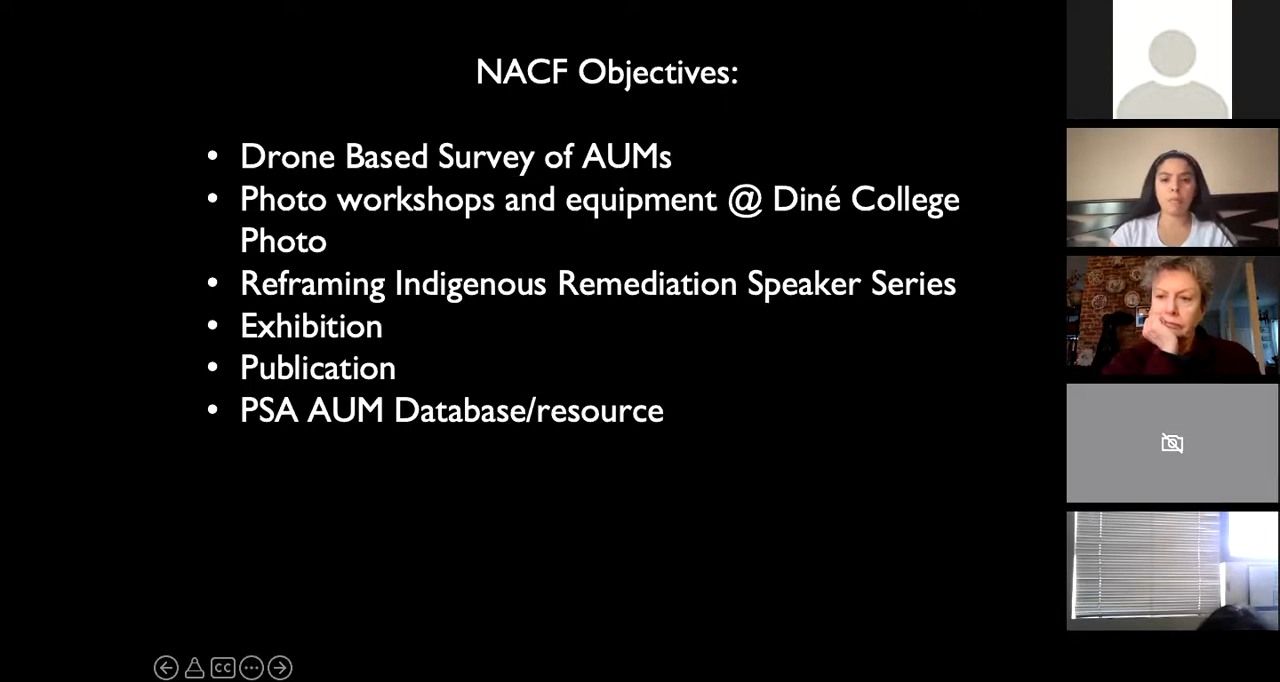 NACF Objectives:
• Drone Based Survey of AUMs
• Photo workshops and equipment @ Diné College
Photo
• Reframing Indigenous Remediation Speaker Series
• Exhibition
• Publication
• PSA AUM Database/resource
CC